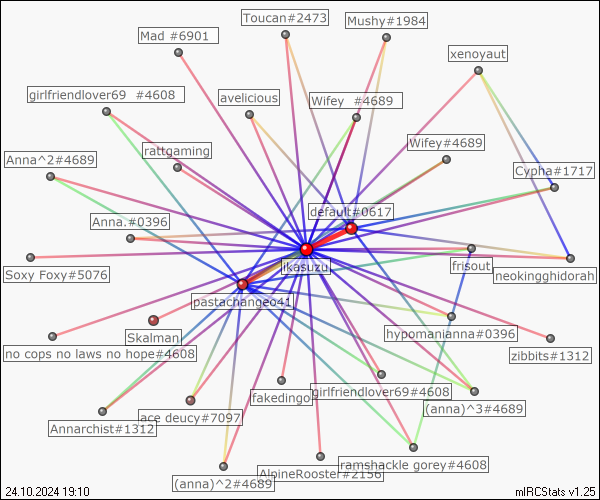 Toucan#2473
Mushy#1984
Mad #6901
xenoyaut
girlfriendlover69 #4608
avelicious
Wifey #4689
rattgaming
Wifey#4689
Anna^2#4689
Cypha#1717
default#0617
Anna.#0396
ikasuzu
frisout
Soxy Foxy#5076
neokingghidorah
pastachange041
Skalman
hypomanianna#0396
no cops no laws no hope#4608
zibbits#1312
girlfriendlover69#4608
fakedingo
(anna)^3#4689
Annarchist#1312
ace deucy#7097
ramshackle gorey#4608
AlpineRooster#2156
(anna)^2#4689
24.10.2024 19:10
mIRCStats v1.25